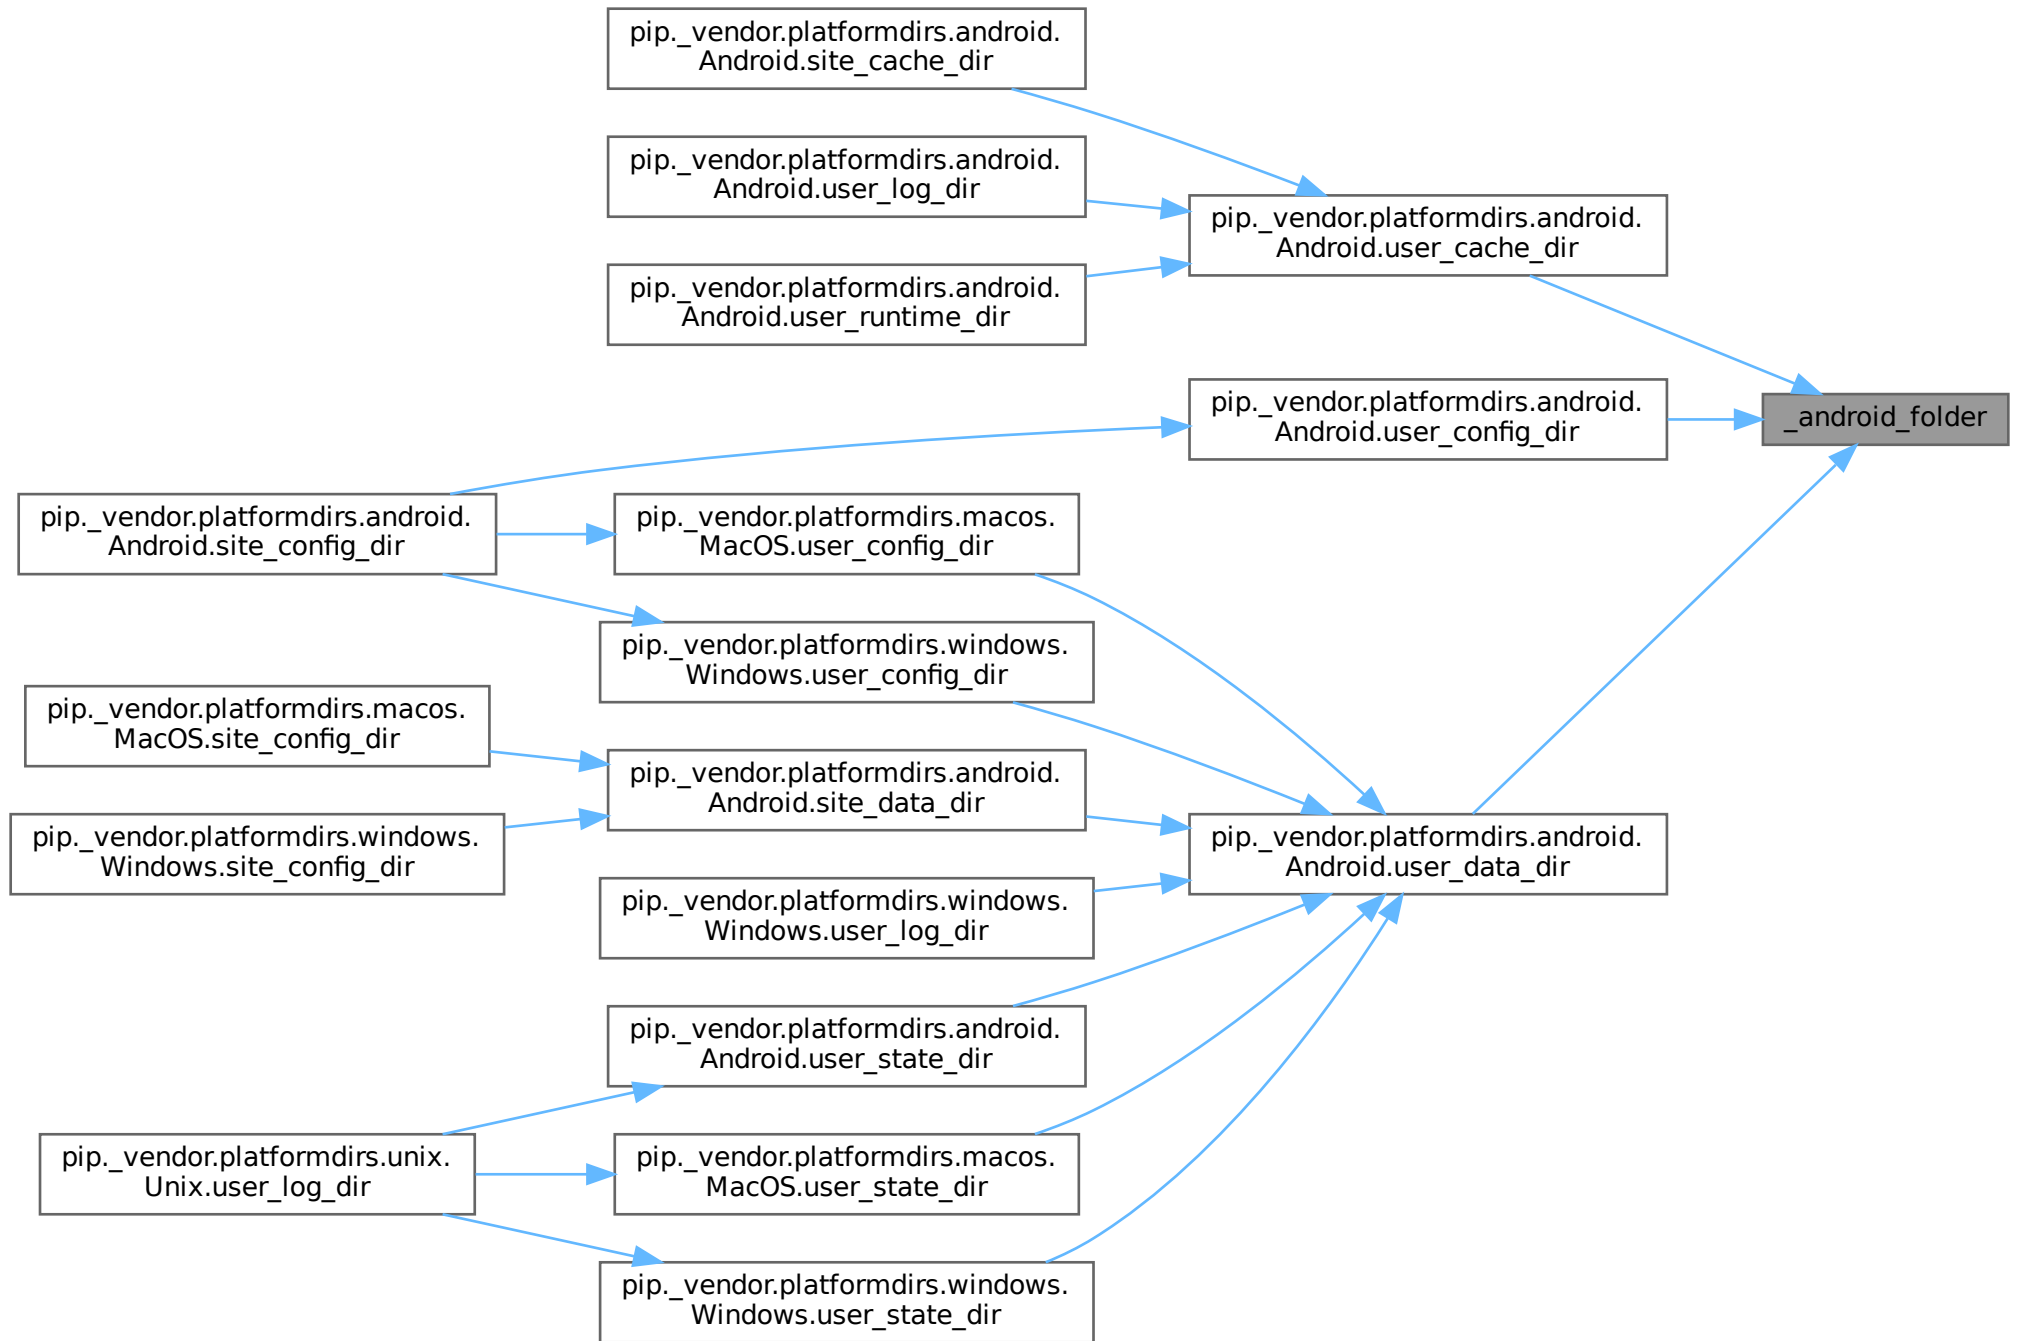 pip._vendor.platformdirs.android.
Android.site_cache_dir
pip._vendor.platformdirs.android.
Android.user_log_dir
pip._vendor.platformdirs.android.
Android.user_cache_dir
pip._vendor.platformdirs.android.
Android.user_runtime_dir
pip._vendor.platformdirs.android.
Android.user_config_dir
_android_folder
pip._vendor.platformdirs.android.
Android.site_config_dir
pip._vendor.platformdirs.macos.
MacOS.user_config_dir
pip._vendor.platformdirs.windows.
Windows.user_config_dir
pip._vendor.platformdirs.macos.
MacOS.site_config_dir
pip._vendor.platformdirs.android.
Android.site_data_dir
pip._vendor.platformdirs.windows.
Windows.site_config_dir
pip._vendor.platformdirs.android.
Android.user_data_dir
pip._vendor.platformdirs.windows.
Windows.user_log_dir
pip._vendor.platformdirs.android.
Android.user_state_dir
pip._vendor.platformdirs.unix.
Unix.user_log_dir
pip._vendor.platformdirs.macos.
MacOS.user_state_dir
pip._vendor.platformdirs.windows.
Windows.user_state_dir